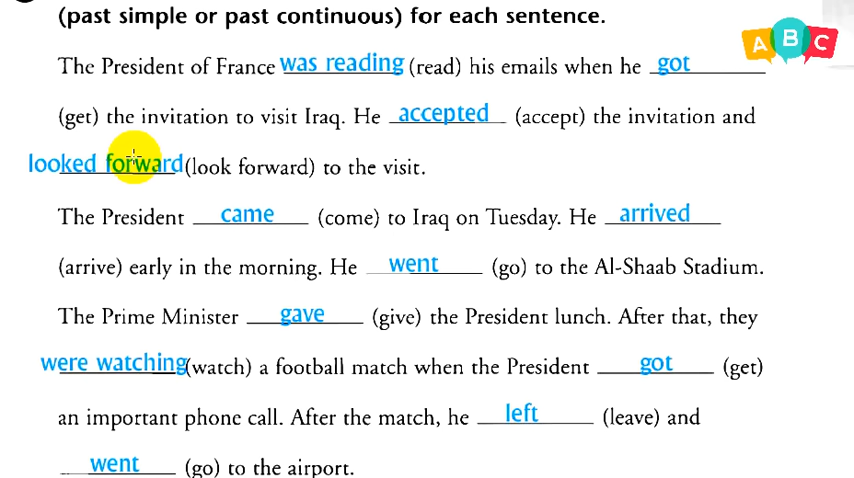 (past simple or past continuous) for each sentence.
A B C
The President of France was reading (read) his emails when he got
(get) the invitation to visit Iraq. He accepted (accept) the invitation and
looked forward (look forward) to the visit.
The President came (come) to Iraq on Tuesday. He arrived
(arrive) early in the morning. He went (go) to the Al-Shaab Stadium.
The Prime Minister gave (give) the President lunch. After that, they
were watching (watch) a football match when the President got (get)
an important phone call. After the match, he left (leave) and
went (go) to the airport.